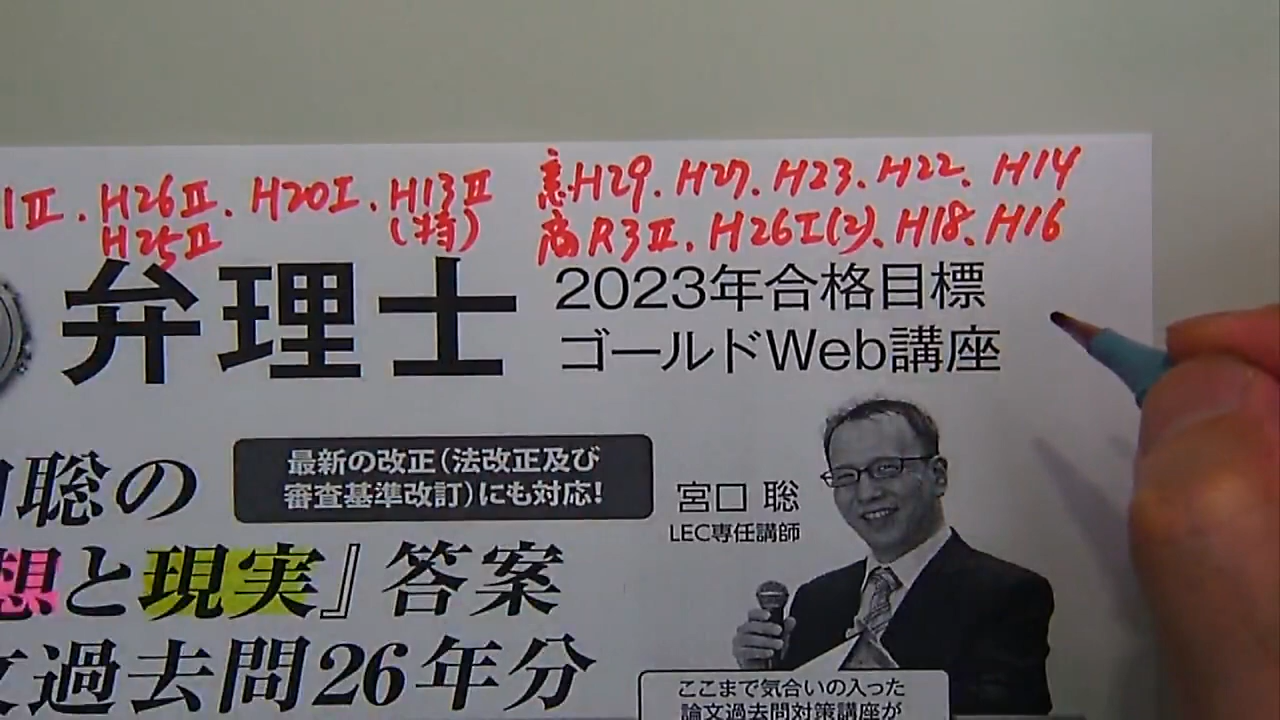 1Ⅱ.H26Ⅱ.H20Ⅰ.H13Ⅱ
H25Ⅱ (特)
意H29.H27.H23.H22.H14
商R3Ⅱ.H26Ⅰ(2)、H18、H16
弁理士
2023年合格目標
ゴールドWeb講座
聡の
最新の改正(法改正及び
審査基準改訂)にも対応!
宮口 聡
LEC専任講師
想と現実』答案
文過去問26年分
ここまで気合いの入った
論文過去問対策講座が